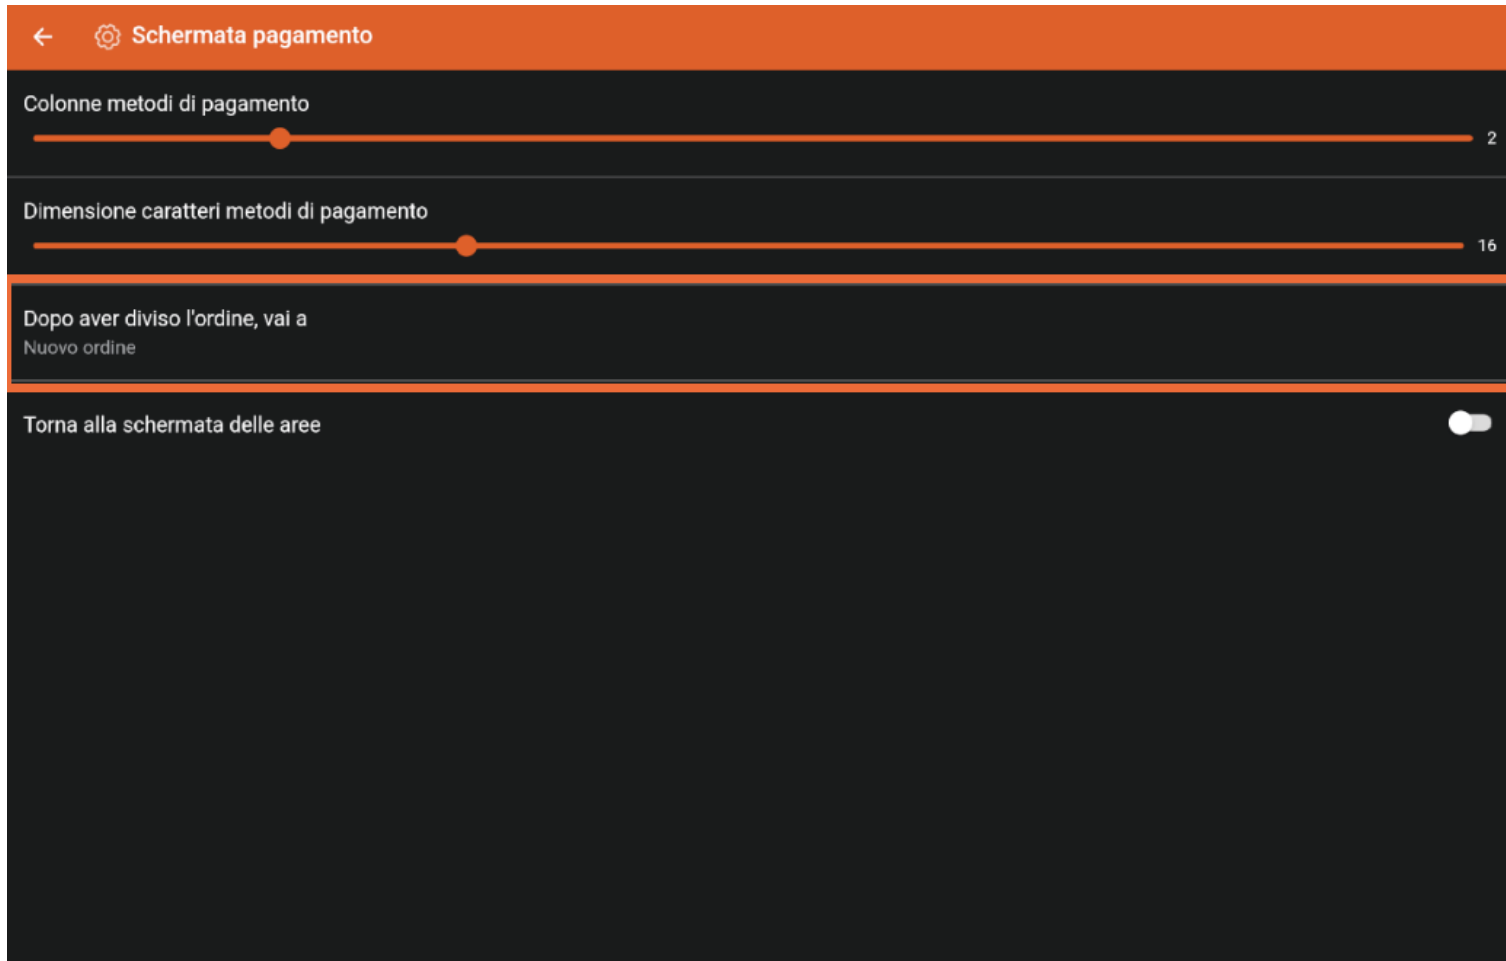 Schermata pagamento
Colonne metodi di pagamento
2
Dimensione caratteri metodi di pagamento
16
Dopo aver diviso l'ordine, vai a
Nuovo ordine
Torna alla schermata delle aree